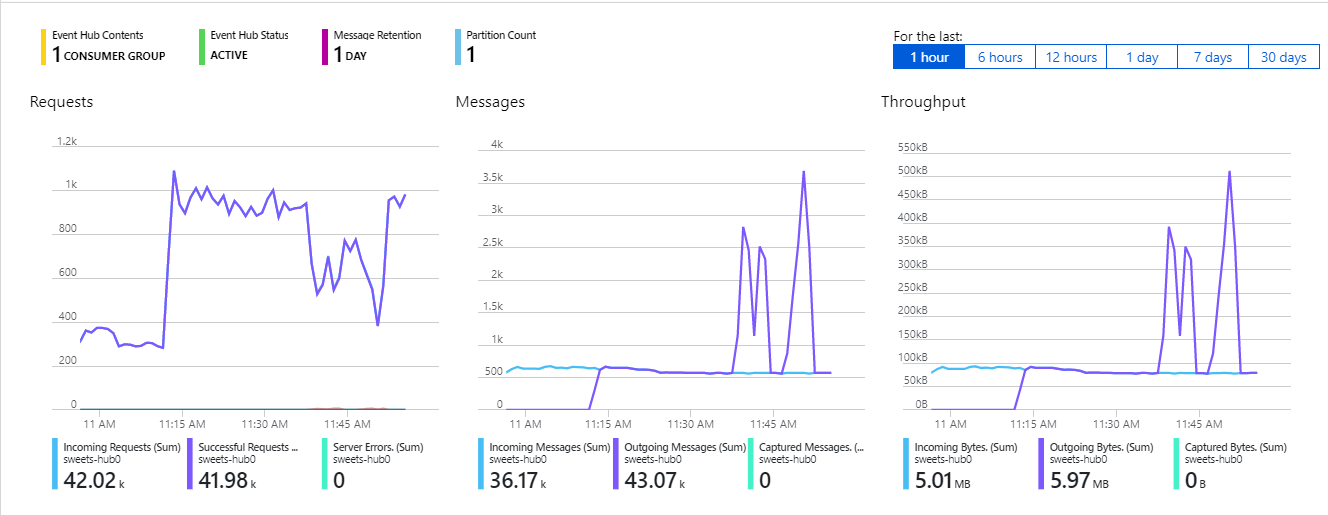 Event Hub Contents
1 CONSUMER GROUP
Event Hub Status
ACTIVE
Message Retention
1 DAY
Partition Count
1
For the last:
1 hour
6 hours
12 hours
1 day
7 days
30 days
Requests
1.2k
1k
800
600
400
200
0
11 AM
11:15 AM
11:30 AM
11:45 AM
Incoming Requests (Sum)
sweets-hub0
42.02 k
Successful Requests ...
sweets-hub0
41.98 k
Server Errors. (Sum)
sweets-hub0
0
Messages
4k
3.5k
3k
2.5k
2k
1.5k
1k
500
0
11 AM
11:15 AM
11:30 AM
11:45 AM
Incoming Messages (Sum)
sweets-hub0
36.17 k
Outgoing Messages (Sum)
sweets-hub0
43.07 k
Captured Messages. (...
sweets-hub0
0
Throughput
550kB
500kB
450kB
400kB
350kB
300kB
250kB
200kB
150kB
100kB
50kB
0B
11 AM
11:15 AM
11:30 AM
11:45 AM
Incoming Bytes. (Sum)
sweets-hub0
5.01 MB
Outgoing Bytes. (Sum)
sweets-hub0
5.97 MB
Captured Bytes. (Sum)
sweets-hub0
0 B